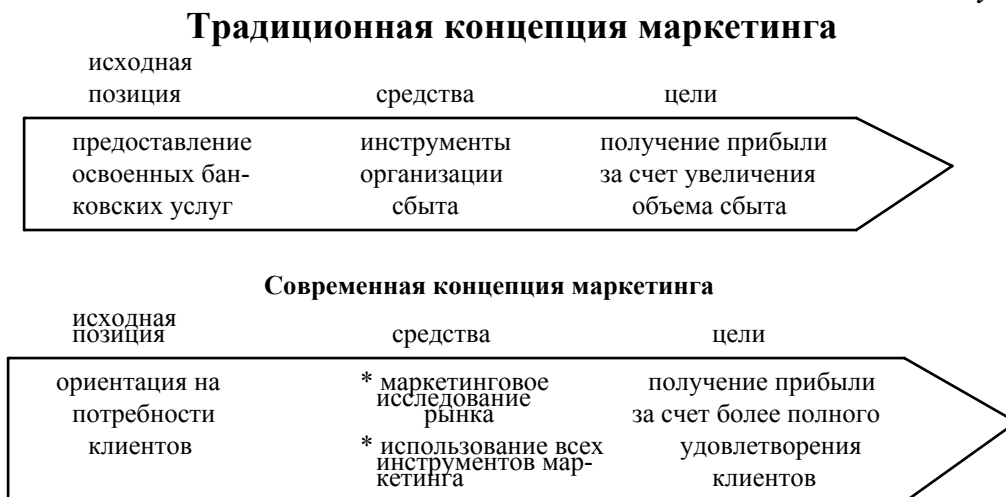 Традиционная концепция маркетинга
исходная
позиция средства цели
предоставление инструменты получение прибыли
освоенных бан- организации за счет увеличения
ковских услуг сбыта объема сбыта
Современная концепция маркетинга
исходная
позиция средства цели
ориентация на * маркетинговое получение прибыли
исследование
потребности рынка за счет более полного
клиентов * использование всех удовлетворения
инструментов мар-
кетинга клиентов